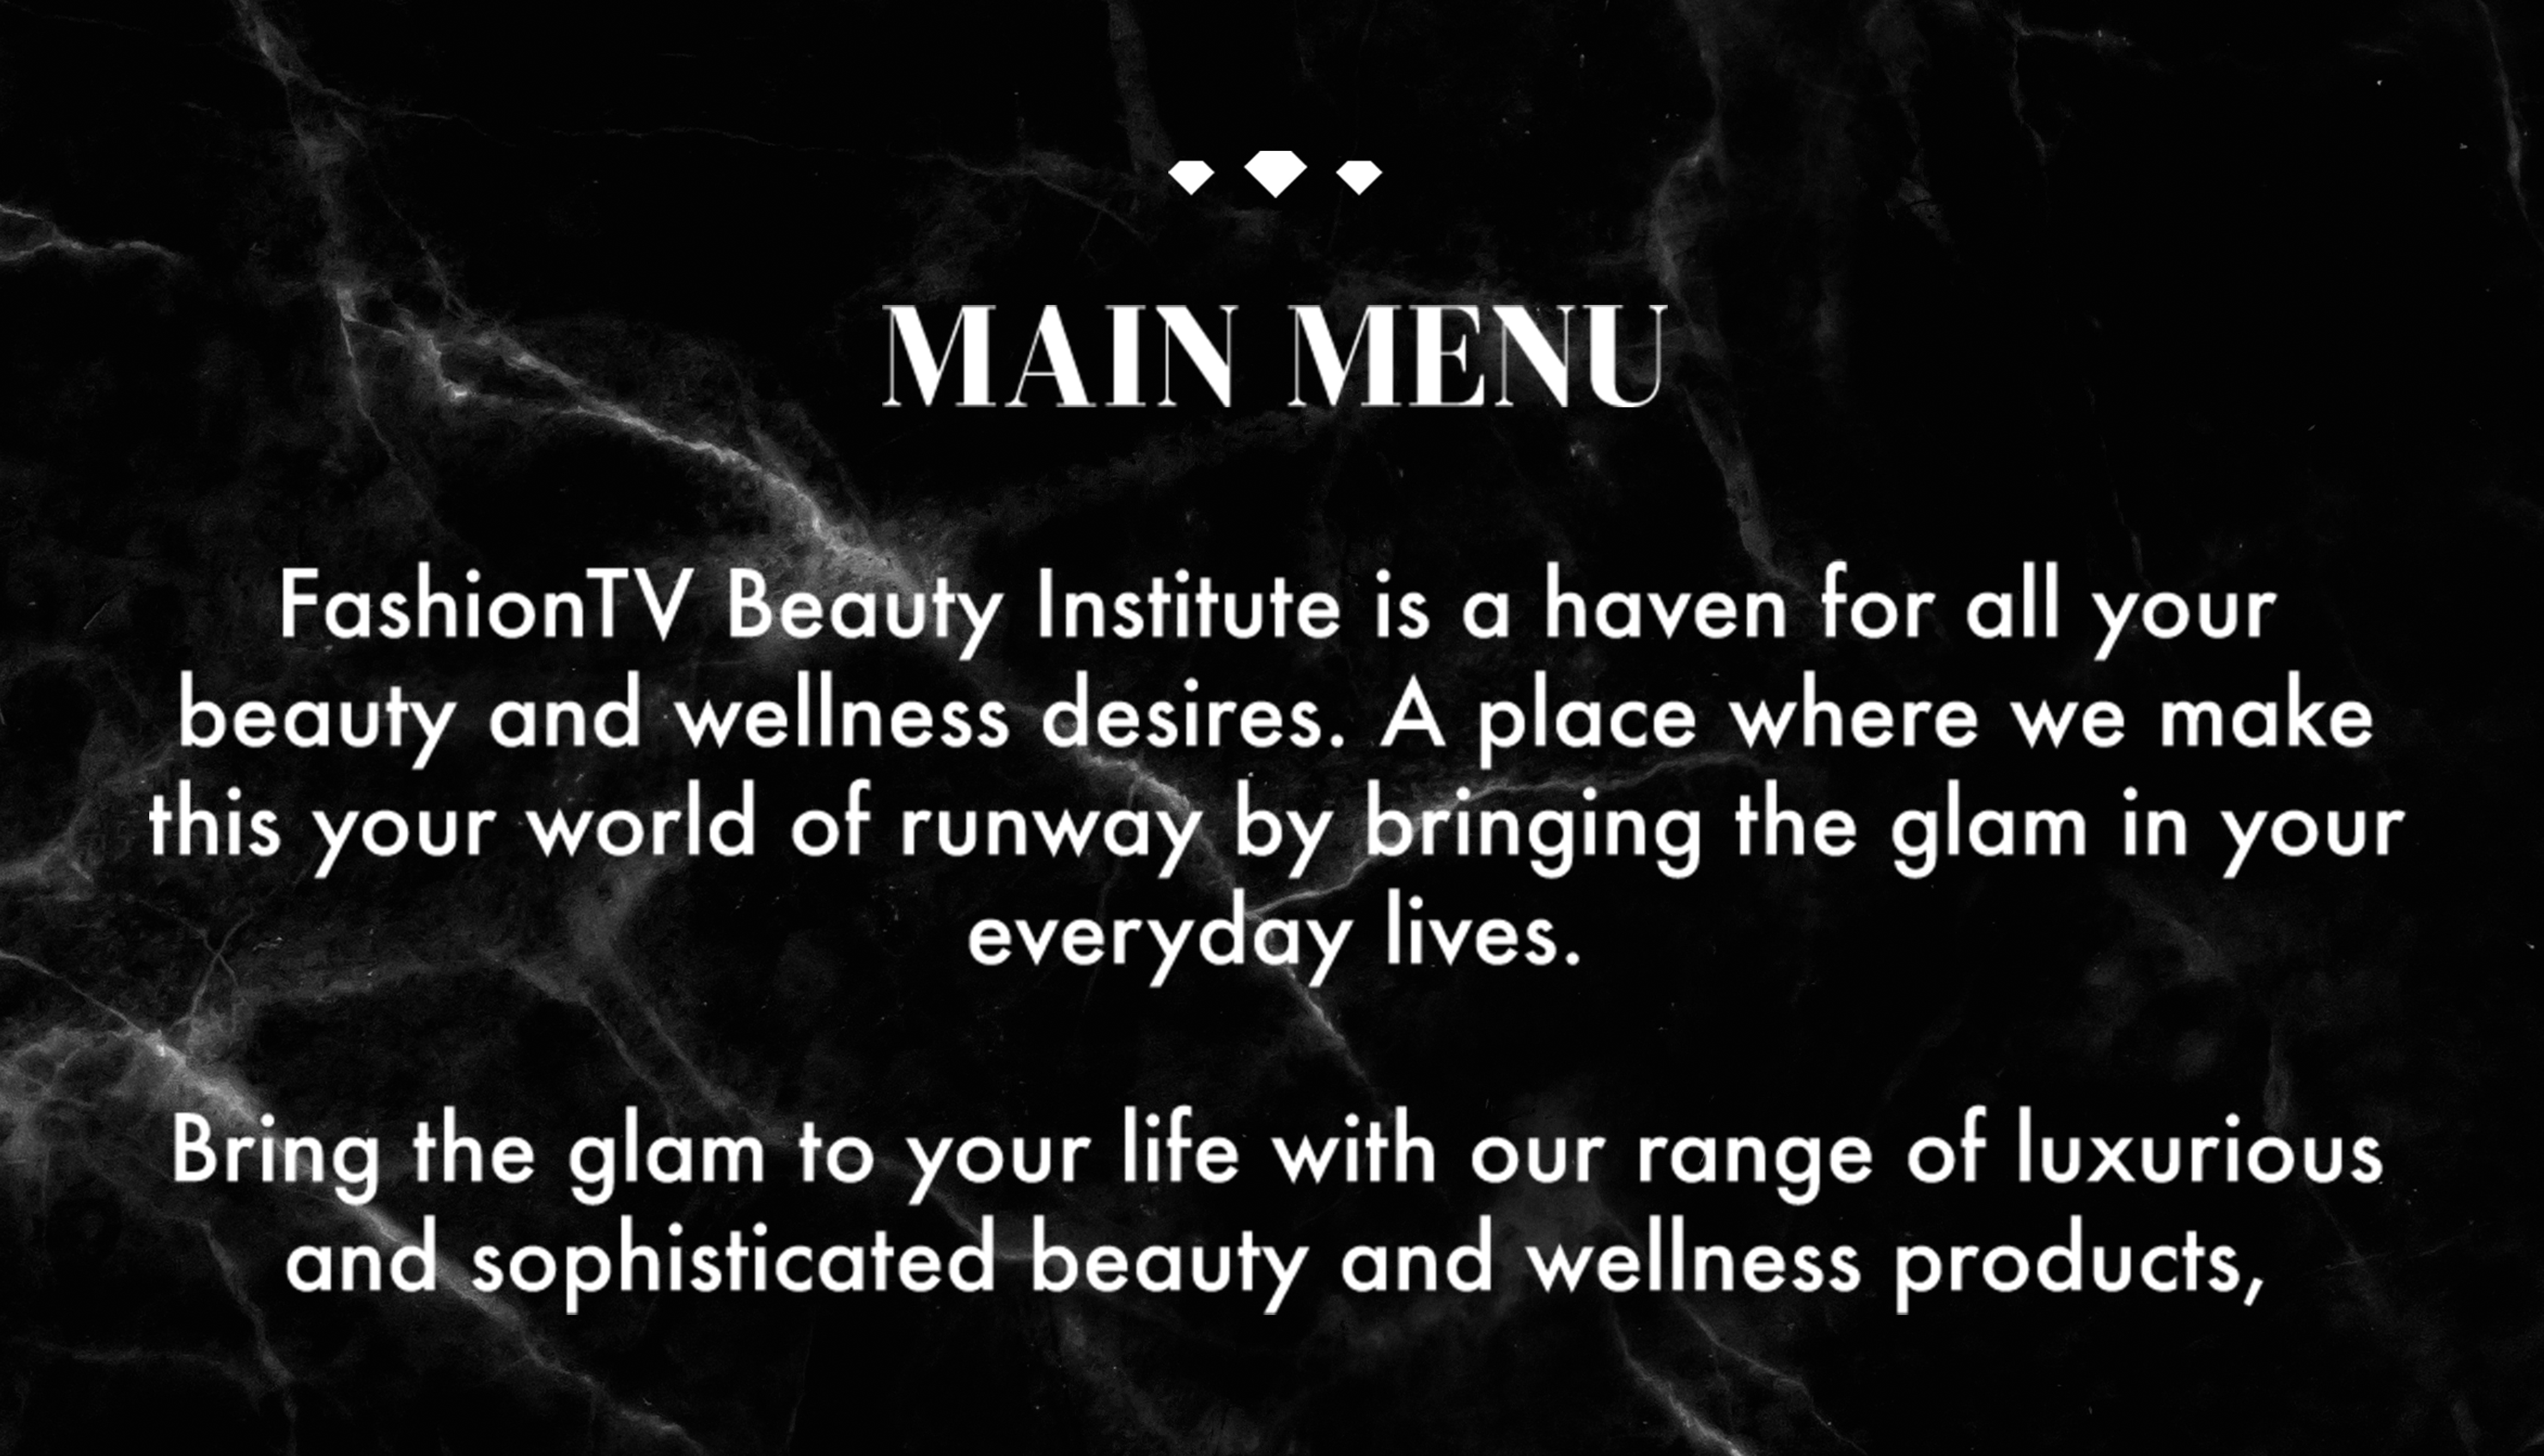 MAIN MENU
FashionTV Beauty Institute is a haven for all your
beauty and wellness desires. A place where we make
this your world of runway by bringing the glam in your
everyday lives.
Bring the glam to your life with our range of luxurious
and sophisticated beauty and wellness products,